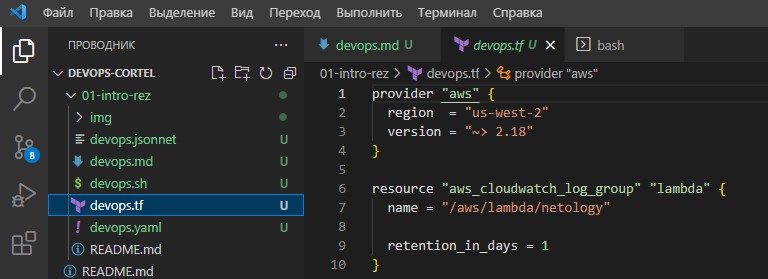 Файл Правка Выделение Вид Переход Выполнить Терминал Справка
ПРОВОДНИК ...
DEVOPS-CORTEL
01-intro-rez
img
devops.jsonnet U
devops.md U
devops.sh U
devops.tf U
devops.yaml U
README.md
README.md
8
devops.md U devops.tf U bash
01-intro-rez > devops.tf > provider "aws"
1 provider "aws" {
2 region = "us-west-2"
3 version = "~> 2.18"
4 }
5
6 resource "aws_cloudwatch_log_group" "lambda" {
7 name = "/aws/lambda/netology"
8
9 retention_in_days = 1
10 }